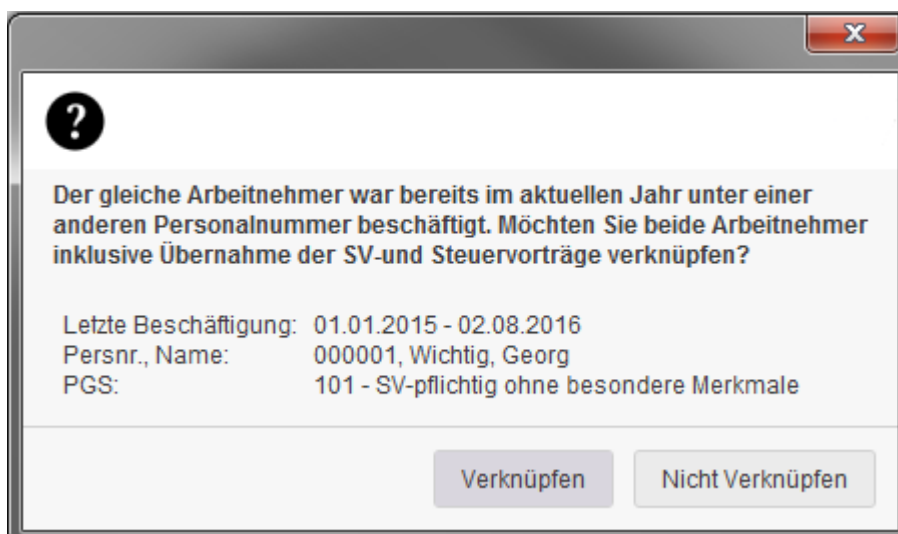 Der gleiche Arbeitnehmer war bereits im aktuellen Jahr unter einer
anderen Personalnummer beschäftigt. Möchten Sie beide Arbeitnehmer
inklusive Übernahme der SV-und Steuervorträge verknüpfen?
Letzte Beschäftigung: 01.01.2015 - 02.08.2016
Persnr., Name: 000001, Wichtig, Georg
PGS: 101 - SV-pflichtig ohne besondere Merkmale
Verknüpfen Nicht Verknüpfen